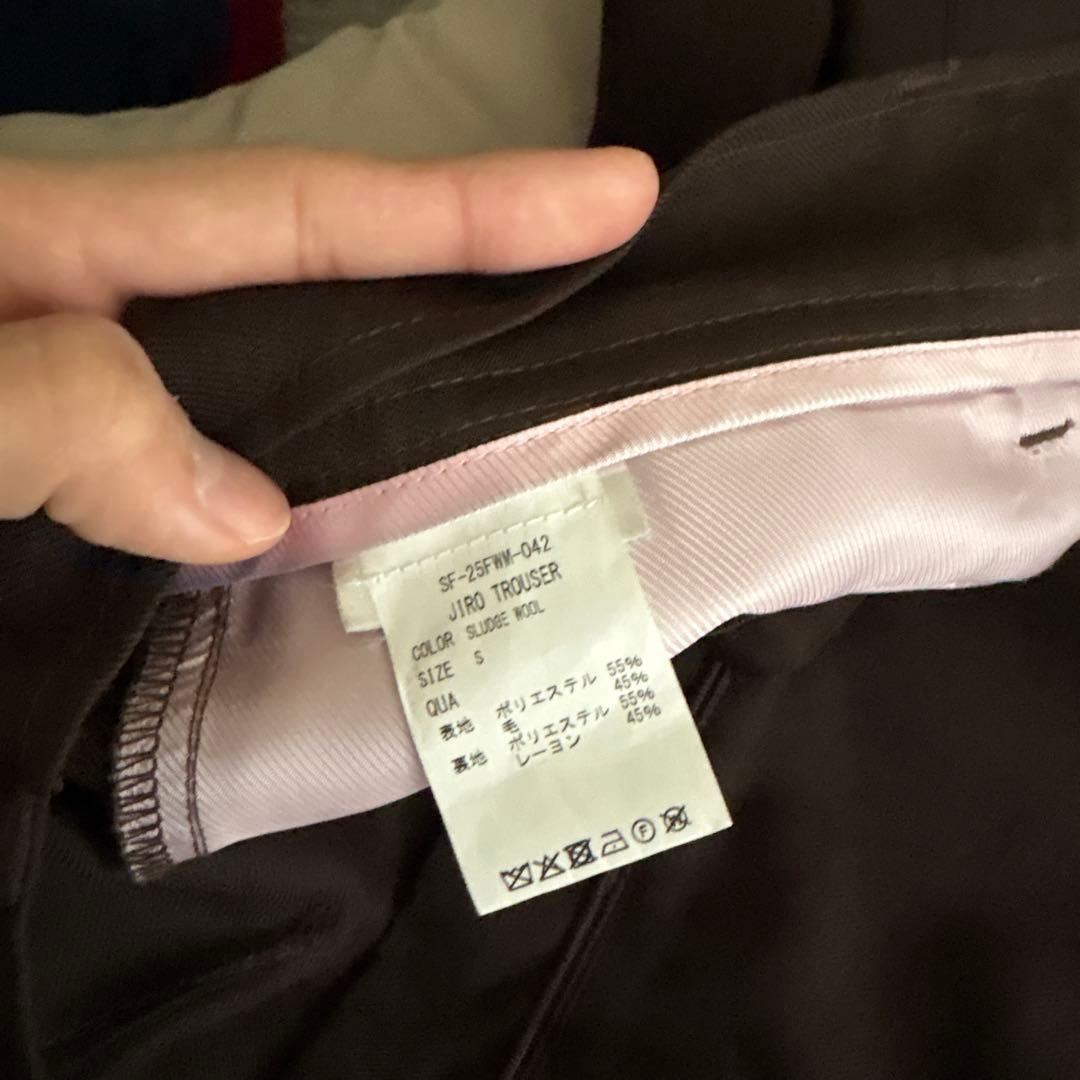 SF-25FWM-042
JIRO TROUSER
COLOR SLUDGE WOOL
SIZE S
QUA
表地 ポリエステル 55%
毛 45%
裏地 ポリエステル 55%
レーヨン 45%
F
W